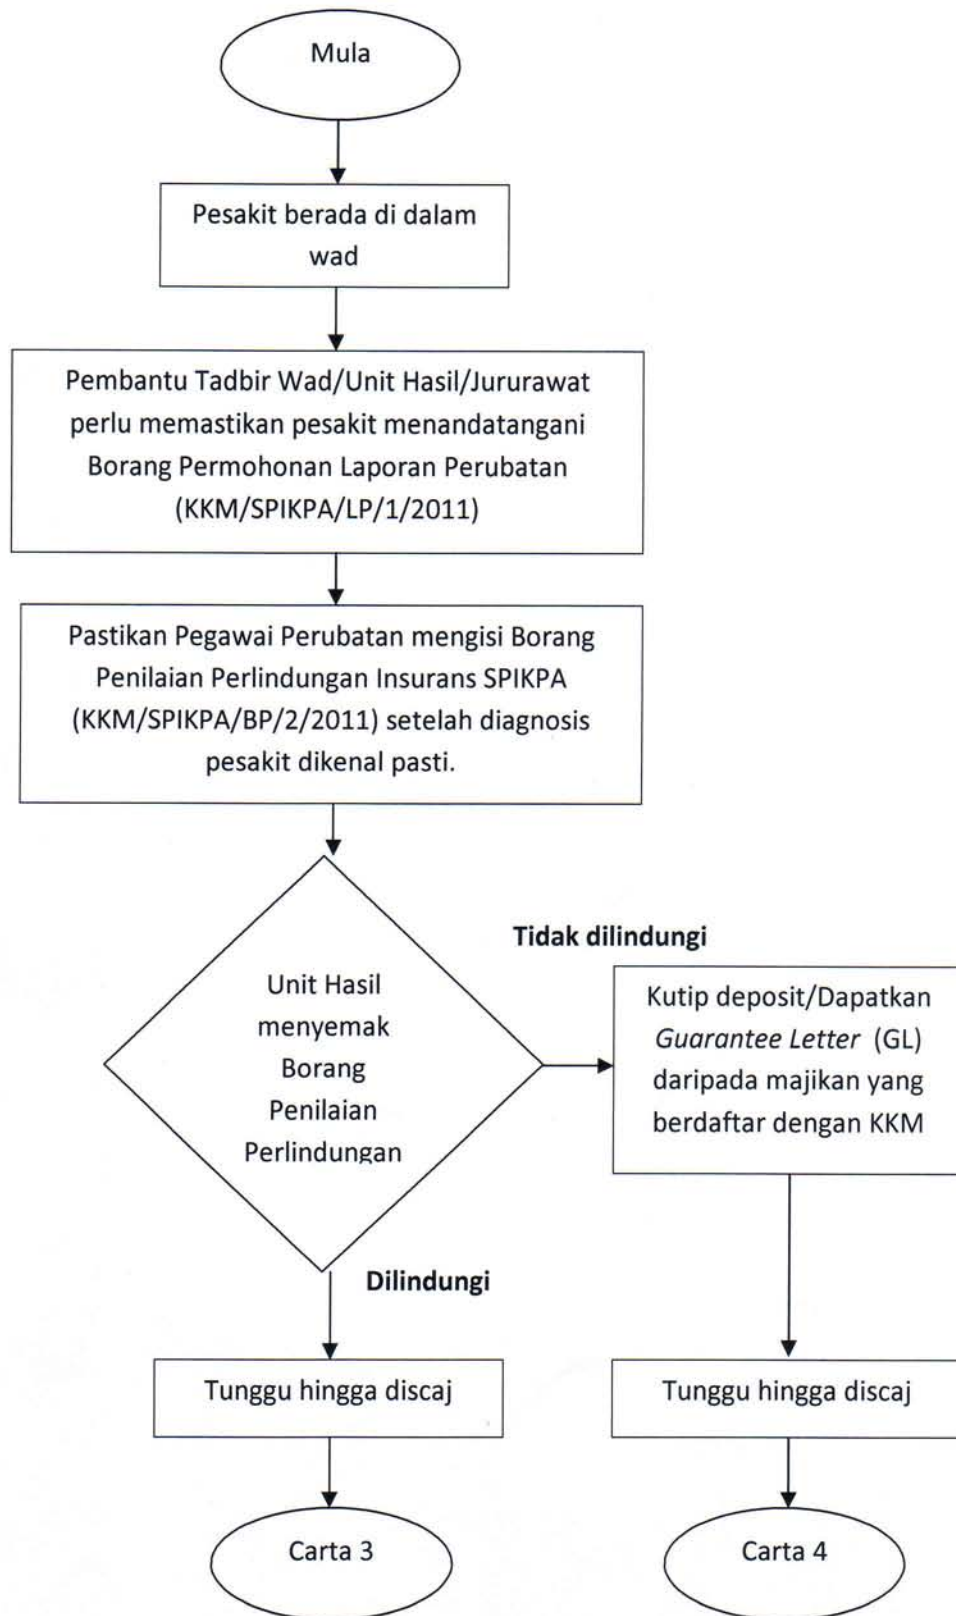 Mula
Pesakit berada di dalam
wad
Pembantu Tadbir Wad/Unit Hasil/Jururawat
perlu memastikan pesakit menandatangani
Borang Permohonan Laporan Perubatan
(KKM/SPIKPA/LP/1/2011)
Pastikan Pegawai Perubatan mengisi Borang
Penilaian Perlindungan Insurans SPIKPA
(KKM/SPIKPA/BP/2/2011) setelah diagnosis
pesakit dikenal pasti.
Unit Hasil
menyemak
Borang
Penilaian
Perlindungan
Tidak dilindungi
Kutip deposit/Dapatkan
Guarantee Letter (GL)
daripada majikan yang
berdaftar dengan KKM
Dilindungi
Tunggu hingga discaj
Tunggu hingga discaj
Carta 3
Carta 4